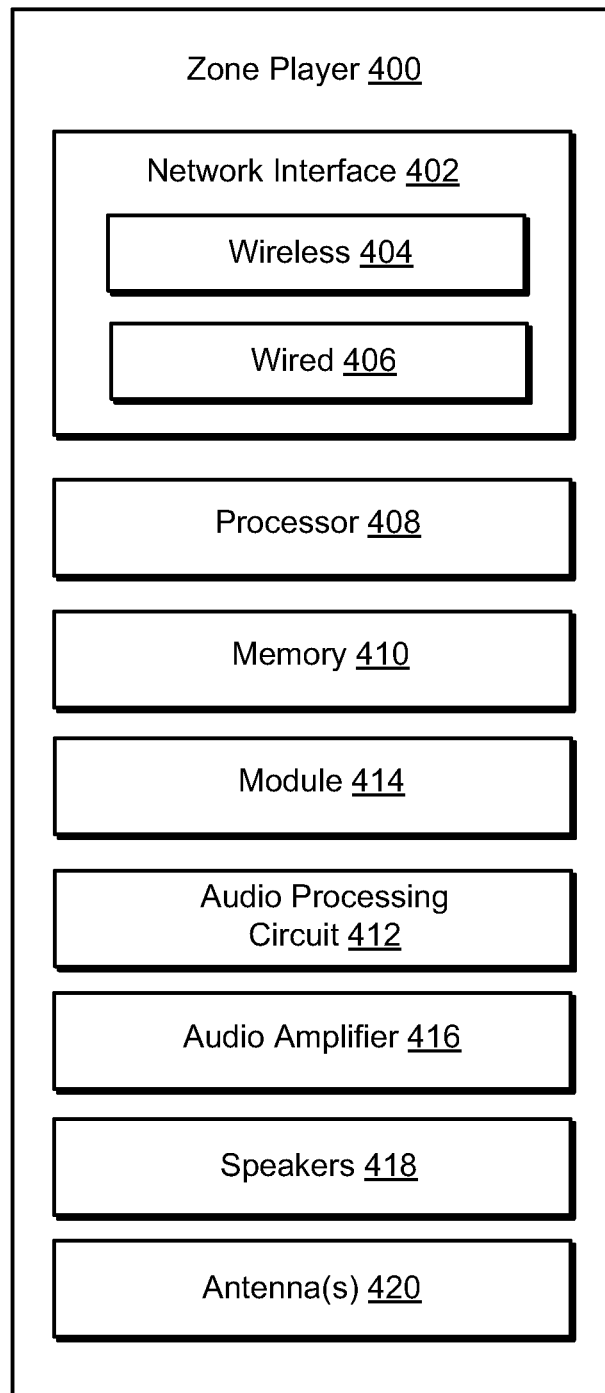 Zone Player 400
Network Interface 402
Wireless 404
Wired 406
Processor 408
Memory 410
Module 414
Audio Processing
Circuit 412
Audio Amplifier 416
Speakers 418
Antenna(s) 420